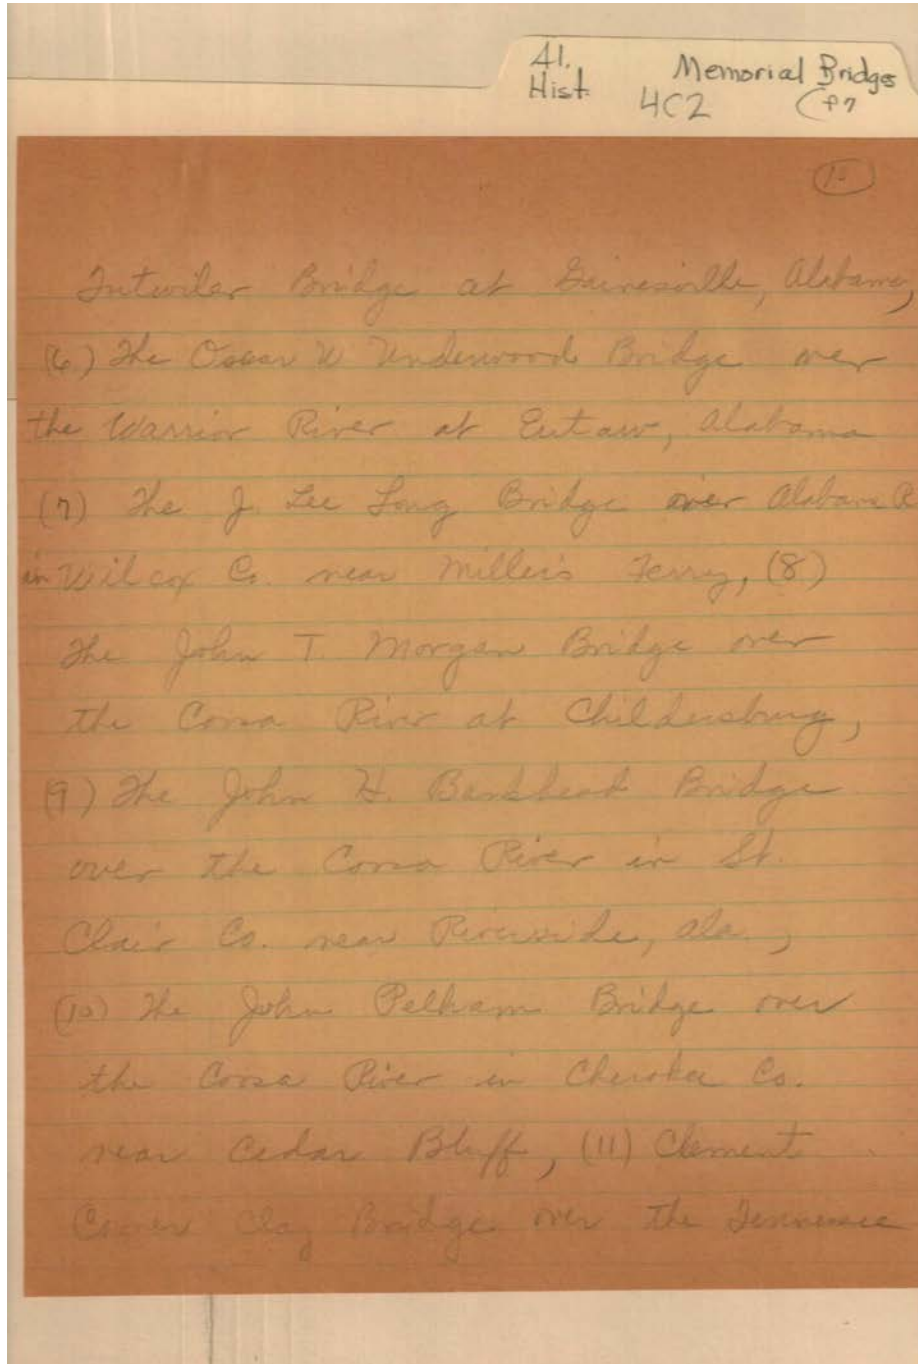 Al.
Hist.
Memorial Bridges
4C2
Tutwiler Bridge at Gainesville, Alabama,
(6) The Oscar W Underwood Bridge over
the Warrior River at Eutaw, Alabama
(7) The J. Lee Long Bridge over Alabama R
in Wilcox Co. near Miller's Ferry, (8)
The John T. Morgan Bridge over
the Coosa River at Childersburg,
(9) The John H. Bankhead Bridge
over the Coosa River in St.
Clair Co. near Riverside, Ala.,
(10) The John Pelham Bridge over
the Coosa River in Cherokee Co.
near Cedar Bluff, (11) Clement
Comer Clay Bridge over the Tennessee